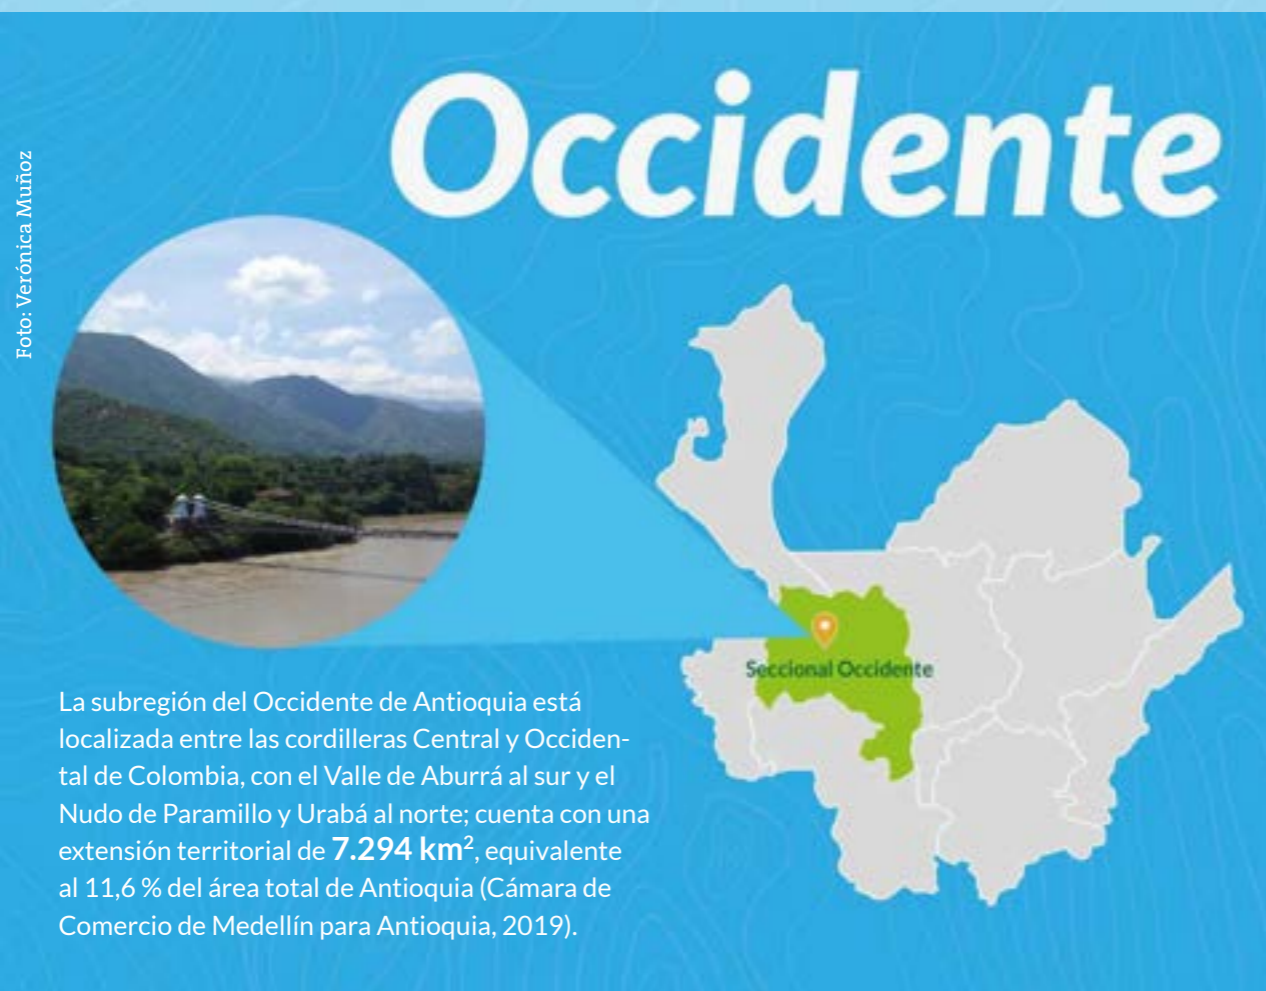 Occidente
Foto: Verónica Muñoz
Seccional Occidente
La subregión del Occidente de Antioquia está
localizada entre las cordilleras Central y Occiden-
tal de Colombia, con el Valle de Aburrá al sur y el
Nudo de Paramillo y Urabá al norte; cuenta con una
extensión territorial de 7.294 km², equivalente
al 11,6 % del área total de Antioquia (Cámara de
Comercio de Medellín para Antioquia, 2019).